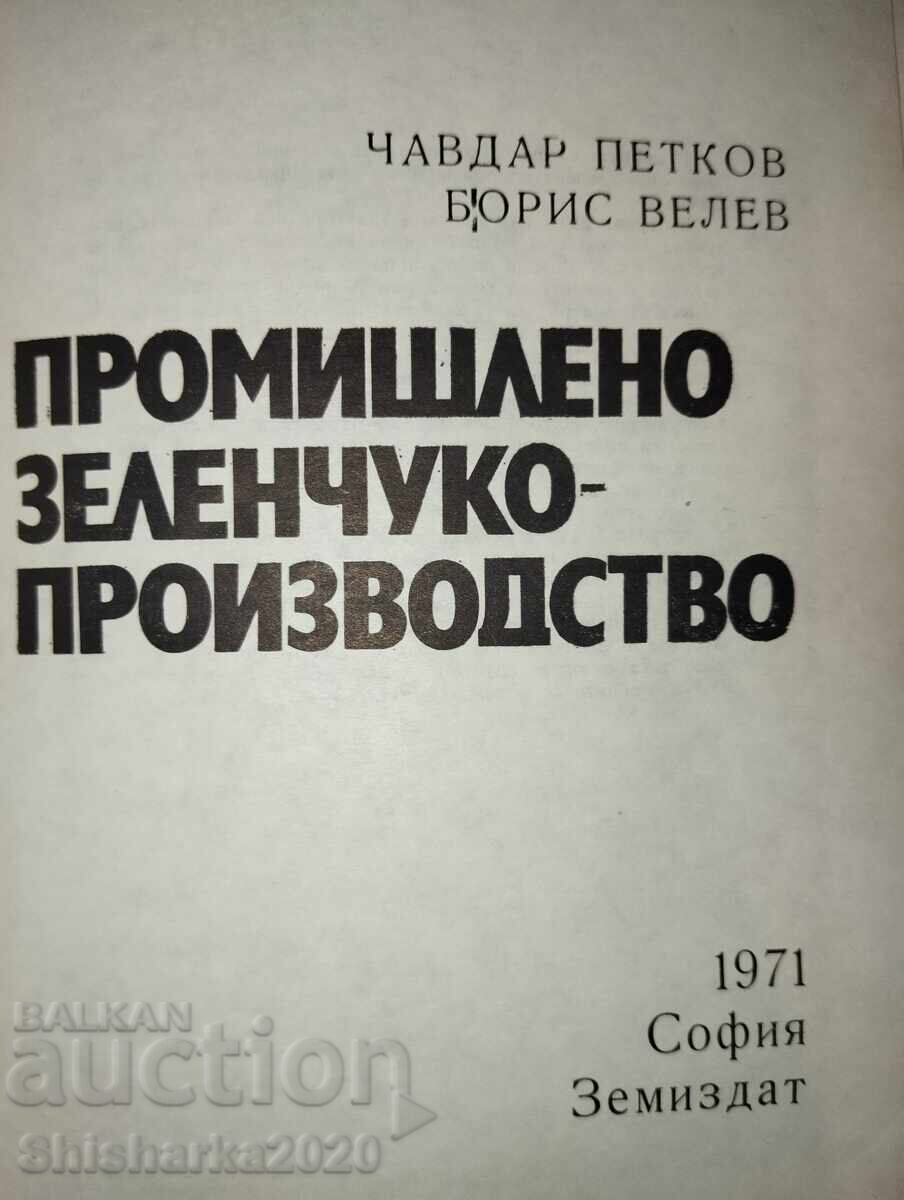 ЧАВДАР ПЕТКОВ
БОРИС ВЕЛЕВ
ПРОМИШЛЕНО
ЗЕЛЕНЧУКО-
ПРОИЗВОДСТВО
1971
София
Земиздат
BALKAN
auction
Shisharka2020